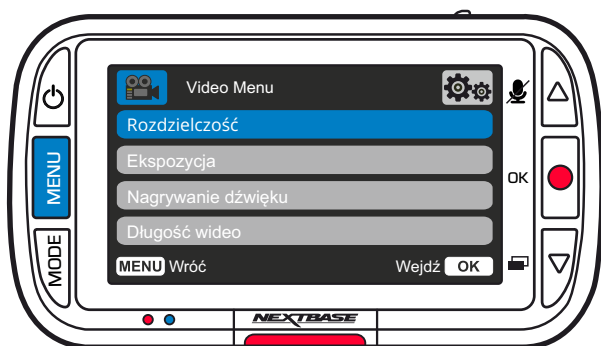 Video Menu
Rozdzielczość
Ekspozycja
Nagrywanie dźwięku
Długość wideo
MENU Wróć
Wejdź OK
MENU
MODE
OK
NEXTBASE